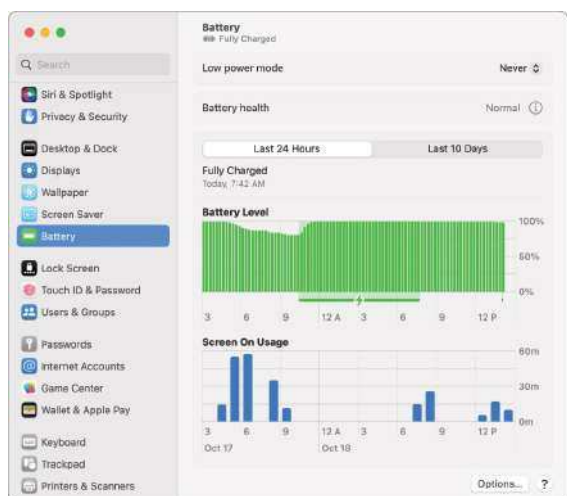 Search
Siri & Spotlight
Privacy & Security
Desktop & Dock
Displays
Wallpaper
Screen Saver
Battery
Lock Screen
Touch ID & Password
Users & Groups
Passwords
Internet Accounts
Game Center
Wallet & Apple Pay
Keyboard
Trackpad
Printers & Scanners
Battery
Fully Charged
Low power mode Never
Battery health Normal
Last 24 Hours Last 10 Days
Fully Charged
Today, 7:42 AM
Battery Level
100%
50%
0%
3 6 9 12 A 3 6 9 12 P
Screen On Usage
60m
30m
0m
3 6 9 12 A 3 6 9 12 P
Oct 17 Oct 18
Options... ?